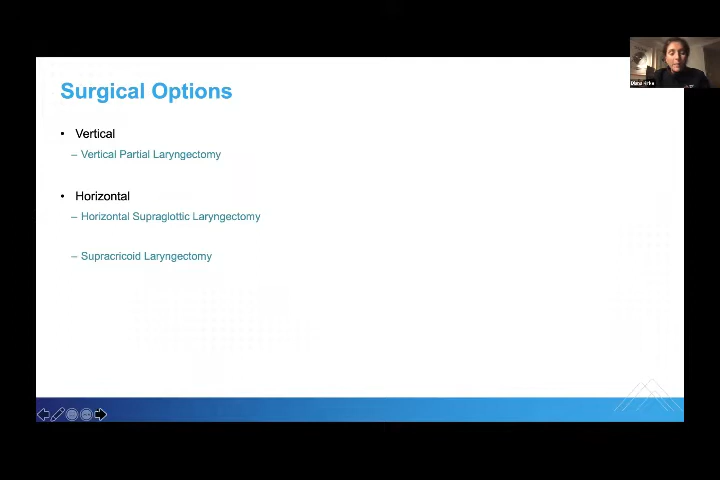 Surgical Options
• Vertical
– Vertical Partial Laryngectomy
• Horizontal
– Horizontal Supraglottic Laryngectomy
– Supracricoid Laryngectomy